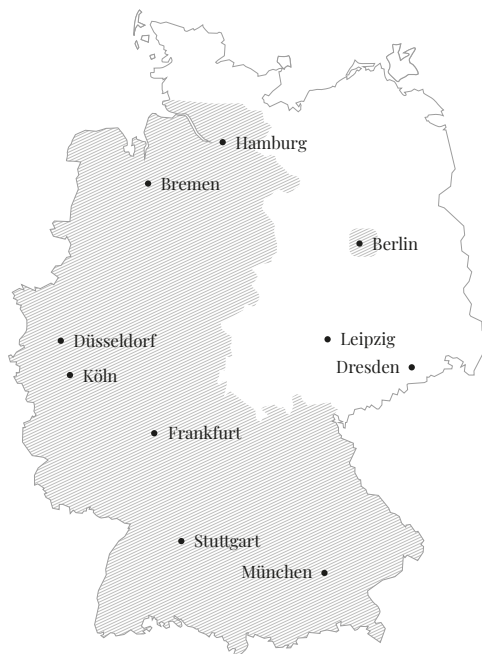 Hamburg
Bremen
Berlin
Düsseldorf
Leipzig
Dresden
Köln
Frankfurt
Stuttgart
München